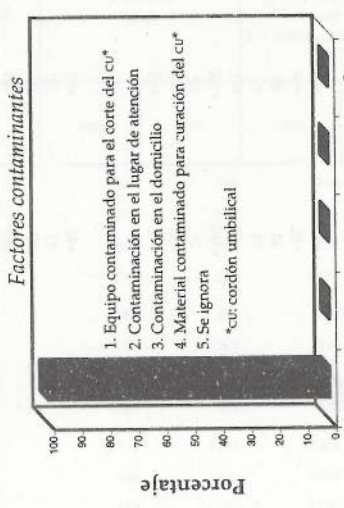 Factores contaminantes
1. Equipo contaminado para el corte del CU*
2. Contaminación en el lugar de atención
3. Contaminación en el domicilio
4. Material contaminado para curación del CU*
5. Se ignora
*CU: cordón umbilical
Porcentaje
100
90
80
70
60
50
40
30
20
10
0